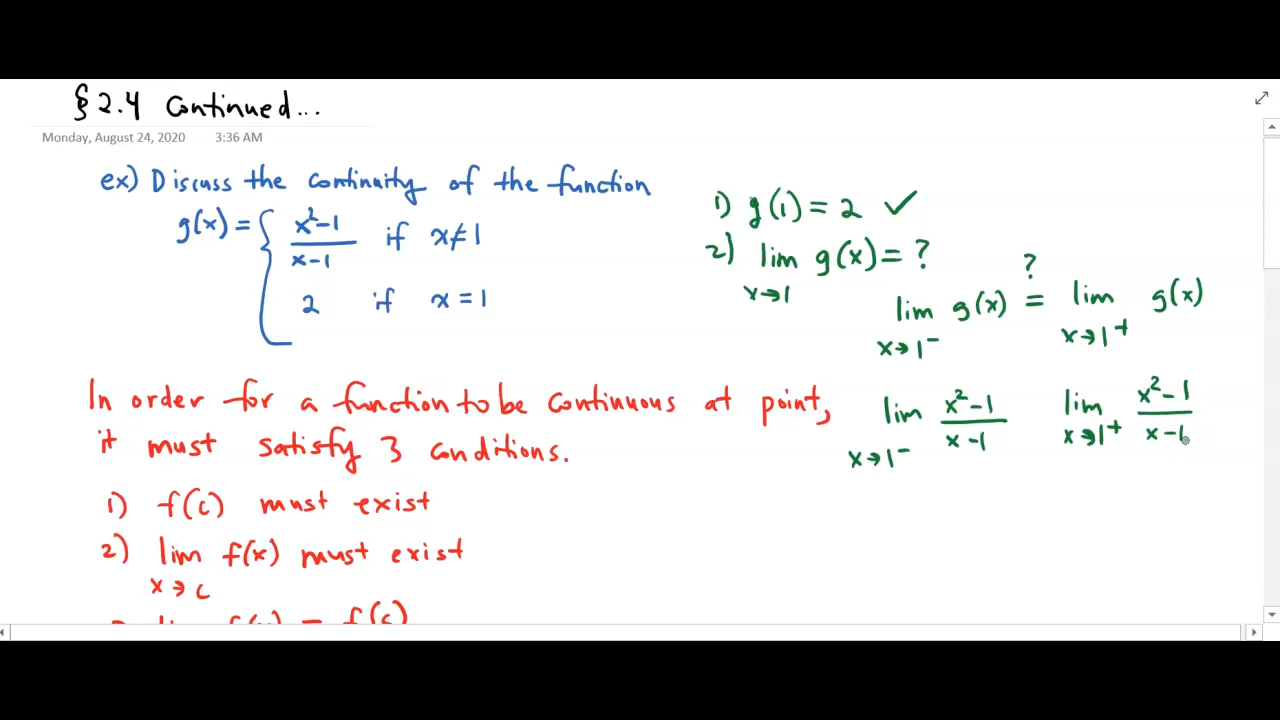 § 2.4 Continued...
Monday, August 24, 2020 3:36 AM
ex) Discuss the continuity of the function
g(x) = { x²-1 / x-1 if x≠1
2 if x=1
In order for a function to be continuous at point,
it must satisfy 3 conditions.
1) f(c) must exist
2) lim x→c f(x) must exist
1) g(1) = 2 ✓
2) lim x→1 g(x) = ?
lim x→1⁻ g(x) =? lim x→1⁺ g(x)
lim x→1⁻ x²-1 / x-1 lim x→1⁺ x²-1 / x-1